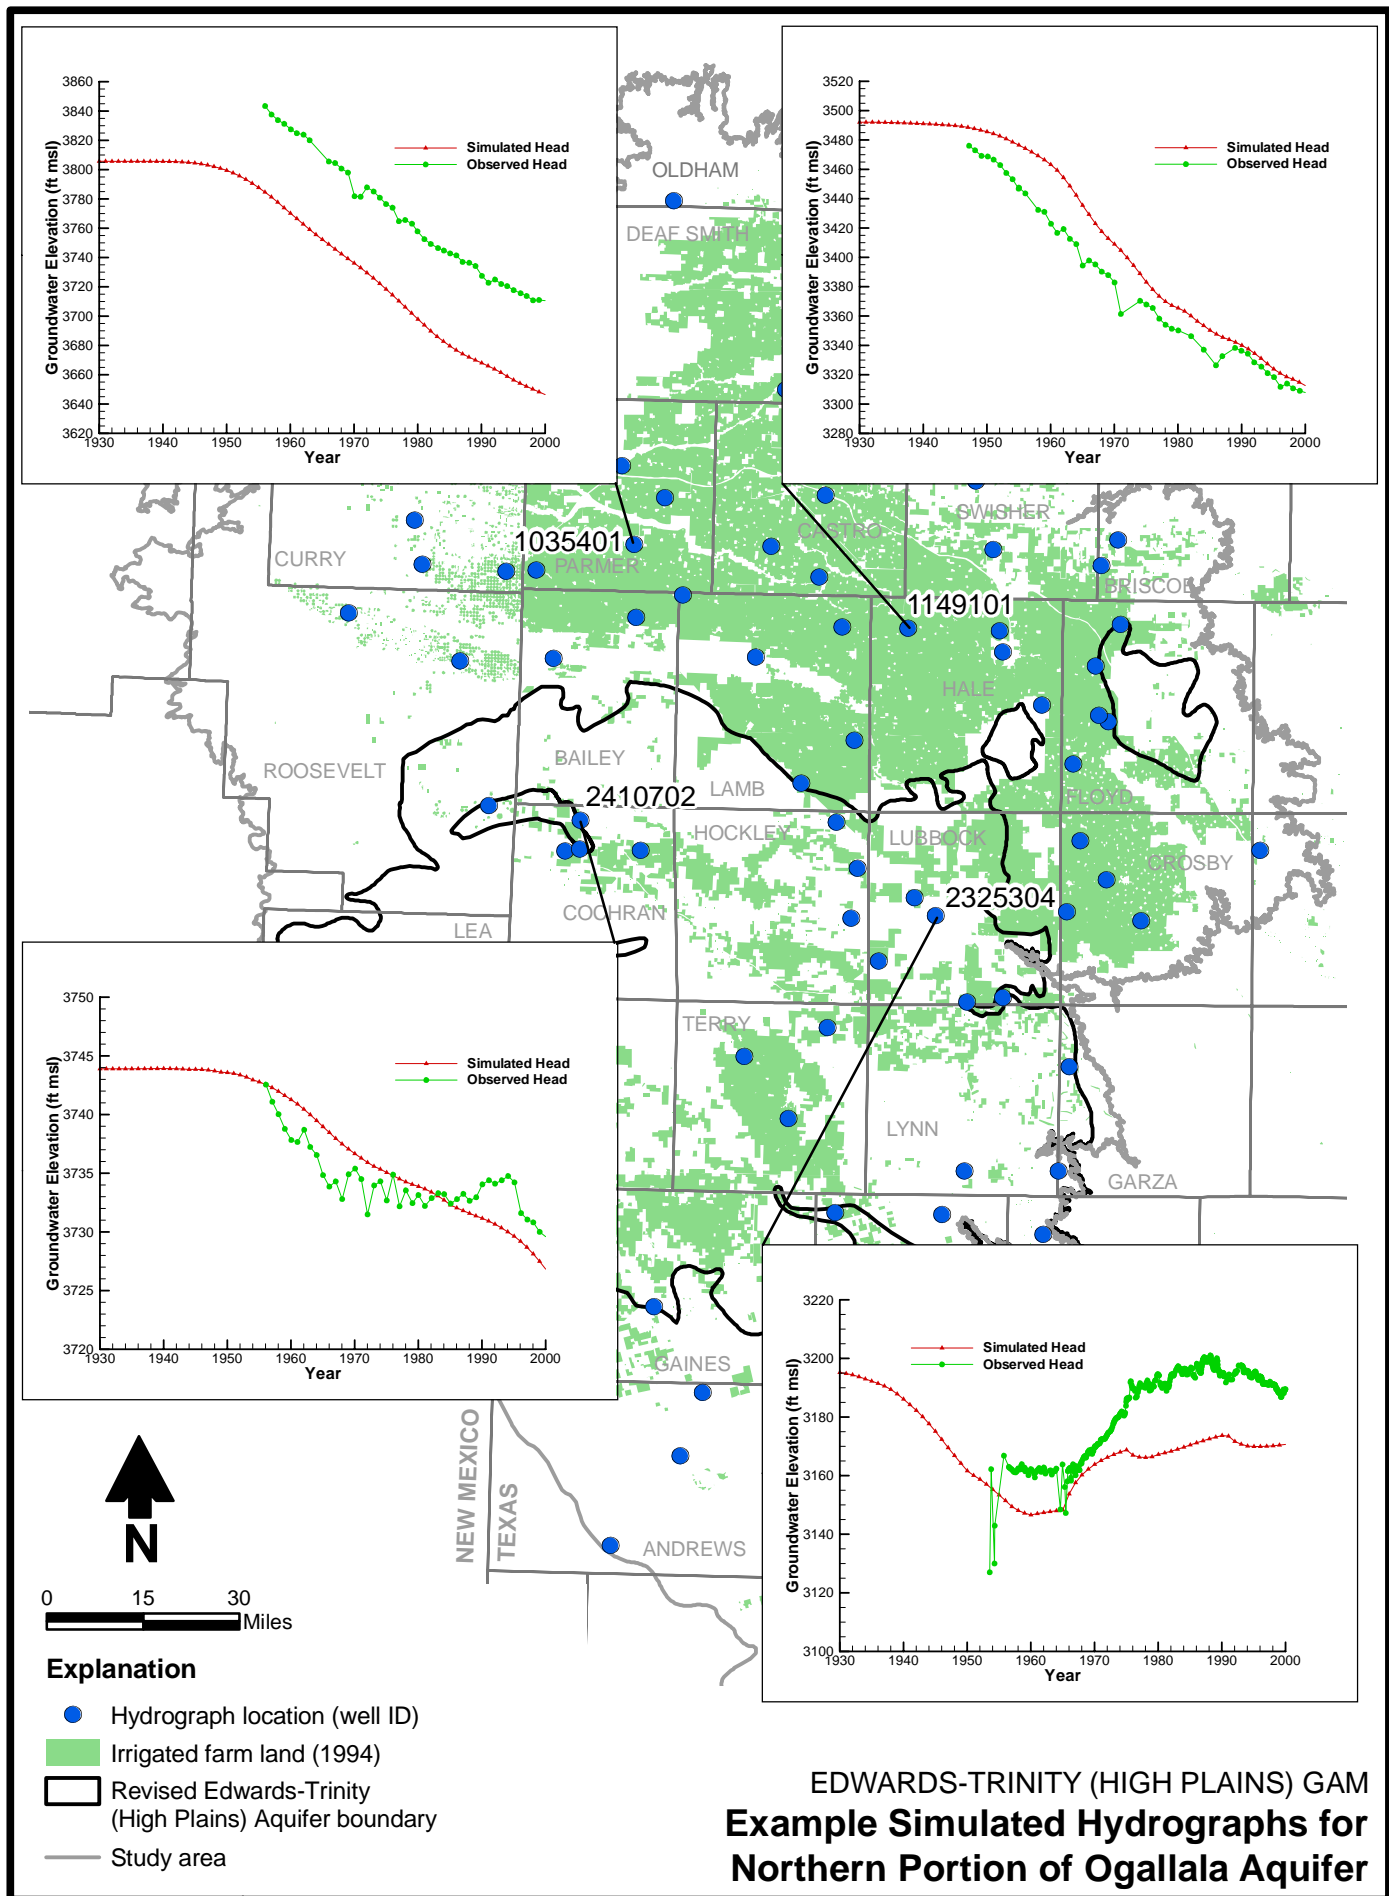 3860
3840
3820
3800
3780
3760
3740
3720
3700
3680
3660
3640
3620
1930 1940 1950 1960 1970 1980 1990 2000
Year
Groundwater Elevation (ft msl)
Simulated Head
Observed Head
3520
3500
3480
3460
3440
3420
3400
3380
3360
3340
3320
3300
3280
1930 1940 1950 1960 1970 1980 1990 2000
Year
Groundwater Elevation (ft msl)
Simulated Head
Observed Head
OLDHAM
DEAF SMITH
SWISHER
CASTRO
1035401
CURRY
PARMER
BRISCOE
1149101
HALE
BAILEY
ROOSEVELT
LAMB
2410702
FLOYD
HOCKLEY
LUBBOCK
CROSBY
2325304
COCHRAN
LEA
TERRY
LYNN
GARZA
GAINES
3750
3745
3740
3735
3730
3725
3720
1930 1940 1950 1960 1970 1980 1990 2000
Year
Groundwater Elevation (ft msl)
Simulated Head
Observed Head
3220
3200
3180
3160
3140
3120
3100
1930 1940 1950 1960 1970 1980 1990 2000
Year
Groundwater Elevation (ft msl)
Simulated Head
Observed Head
NEW MEXICO
TEXAS
ANDREWS
N
0 15 30
Miles
Explanation
Hydrograph location (well ID)
Irrigated farm land (1994)
Revised Edwards-Trinity
(High Plains) Aquifer boundary
Study area
EDWARDS-TRINITY (HIGH PLAINS) GAM
Example Simulated Hydrographs for
Northern Portion of Ogallala Aquifer